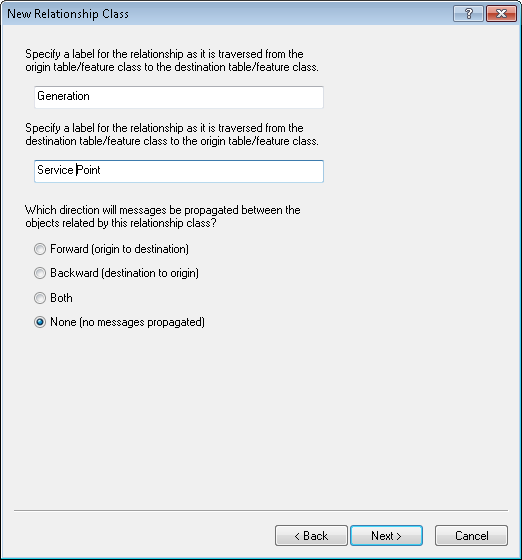 New Relationship Class
?
Specify a label for the relationship as it is traversed from the
origin table/feature class to the destination table/feature class.
Generation
Specify a label for the relationship as it is traversed from the
destination table/feature class to the origin table/feature class.
Service Point
Which direction will messages be propagated between the
objects related by this relationship class?
Forward (origin to destination)
Backward (destination to origin)
Both
None (no messages propagated)
< Back
Next >
Cancel